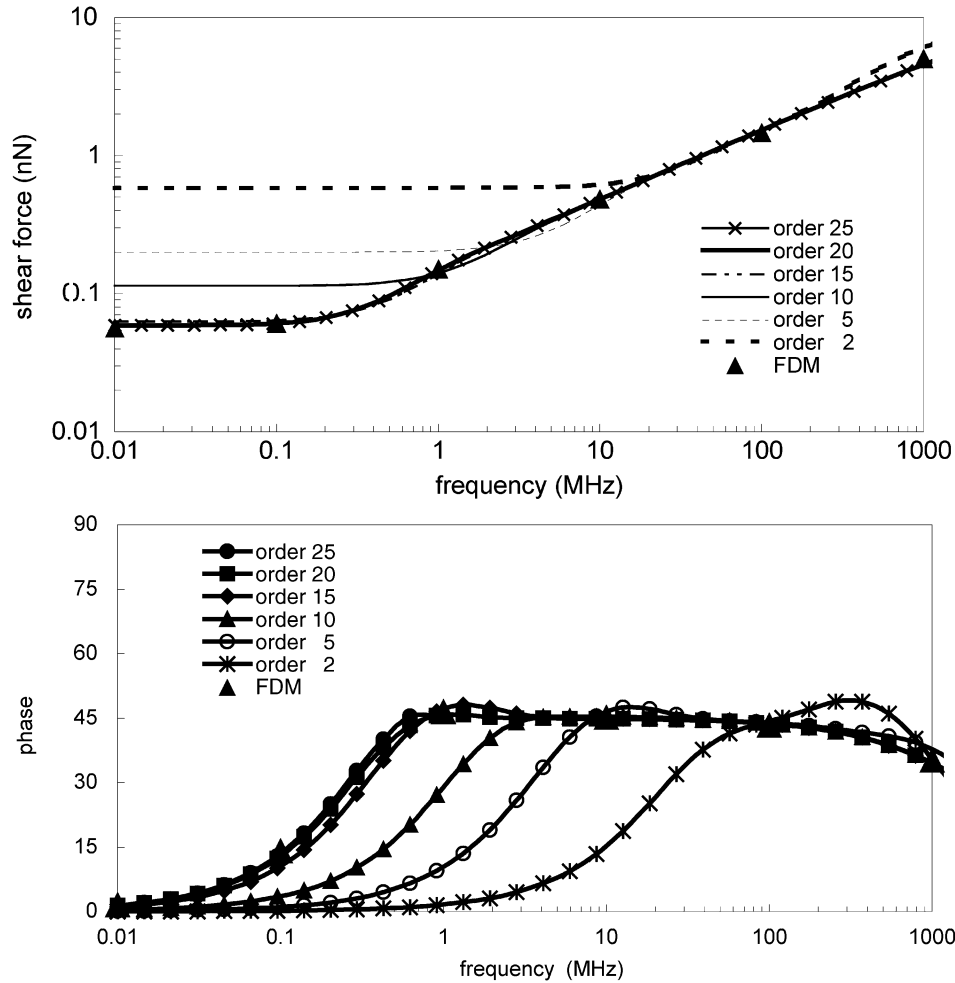 10
1
0.1
0.01
shear force (nN)
order 25
order 20
order 15
order 10
order 5
order 2
FDM
0.01 0.1 1 10 100 1000
frequency (MHz)
90
75
60
45
30
15
0
phase
order 25
order 20
order 15
order 10
order 5
order 2
FDM
0.01 0.1 1 10 100 1000
frequency (MHz)